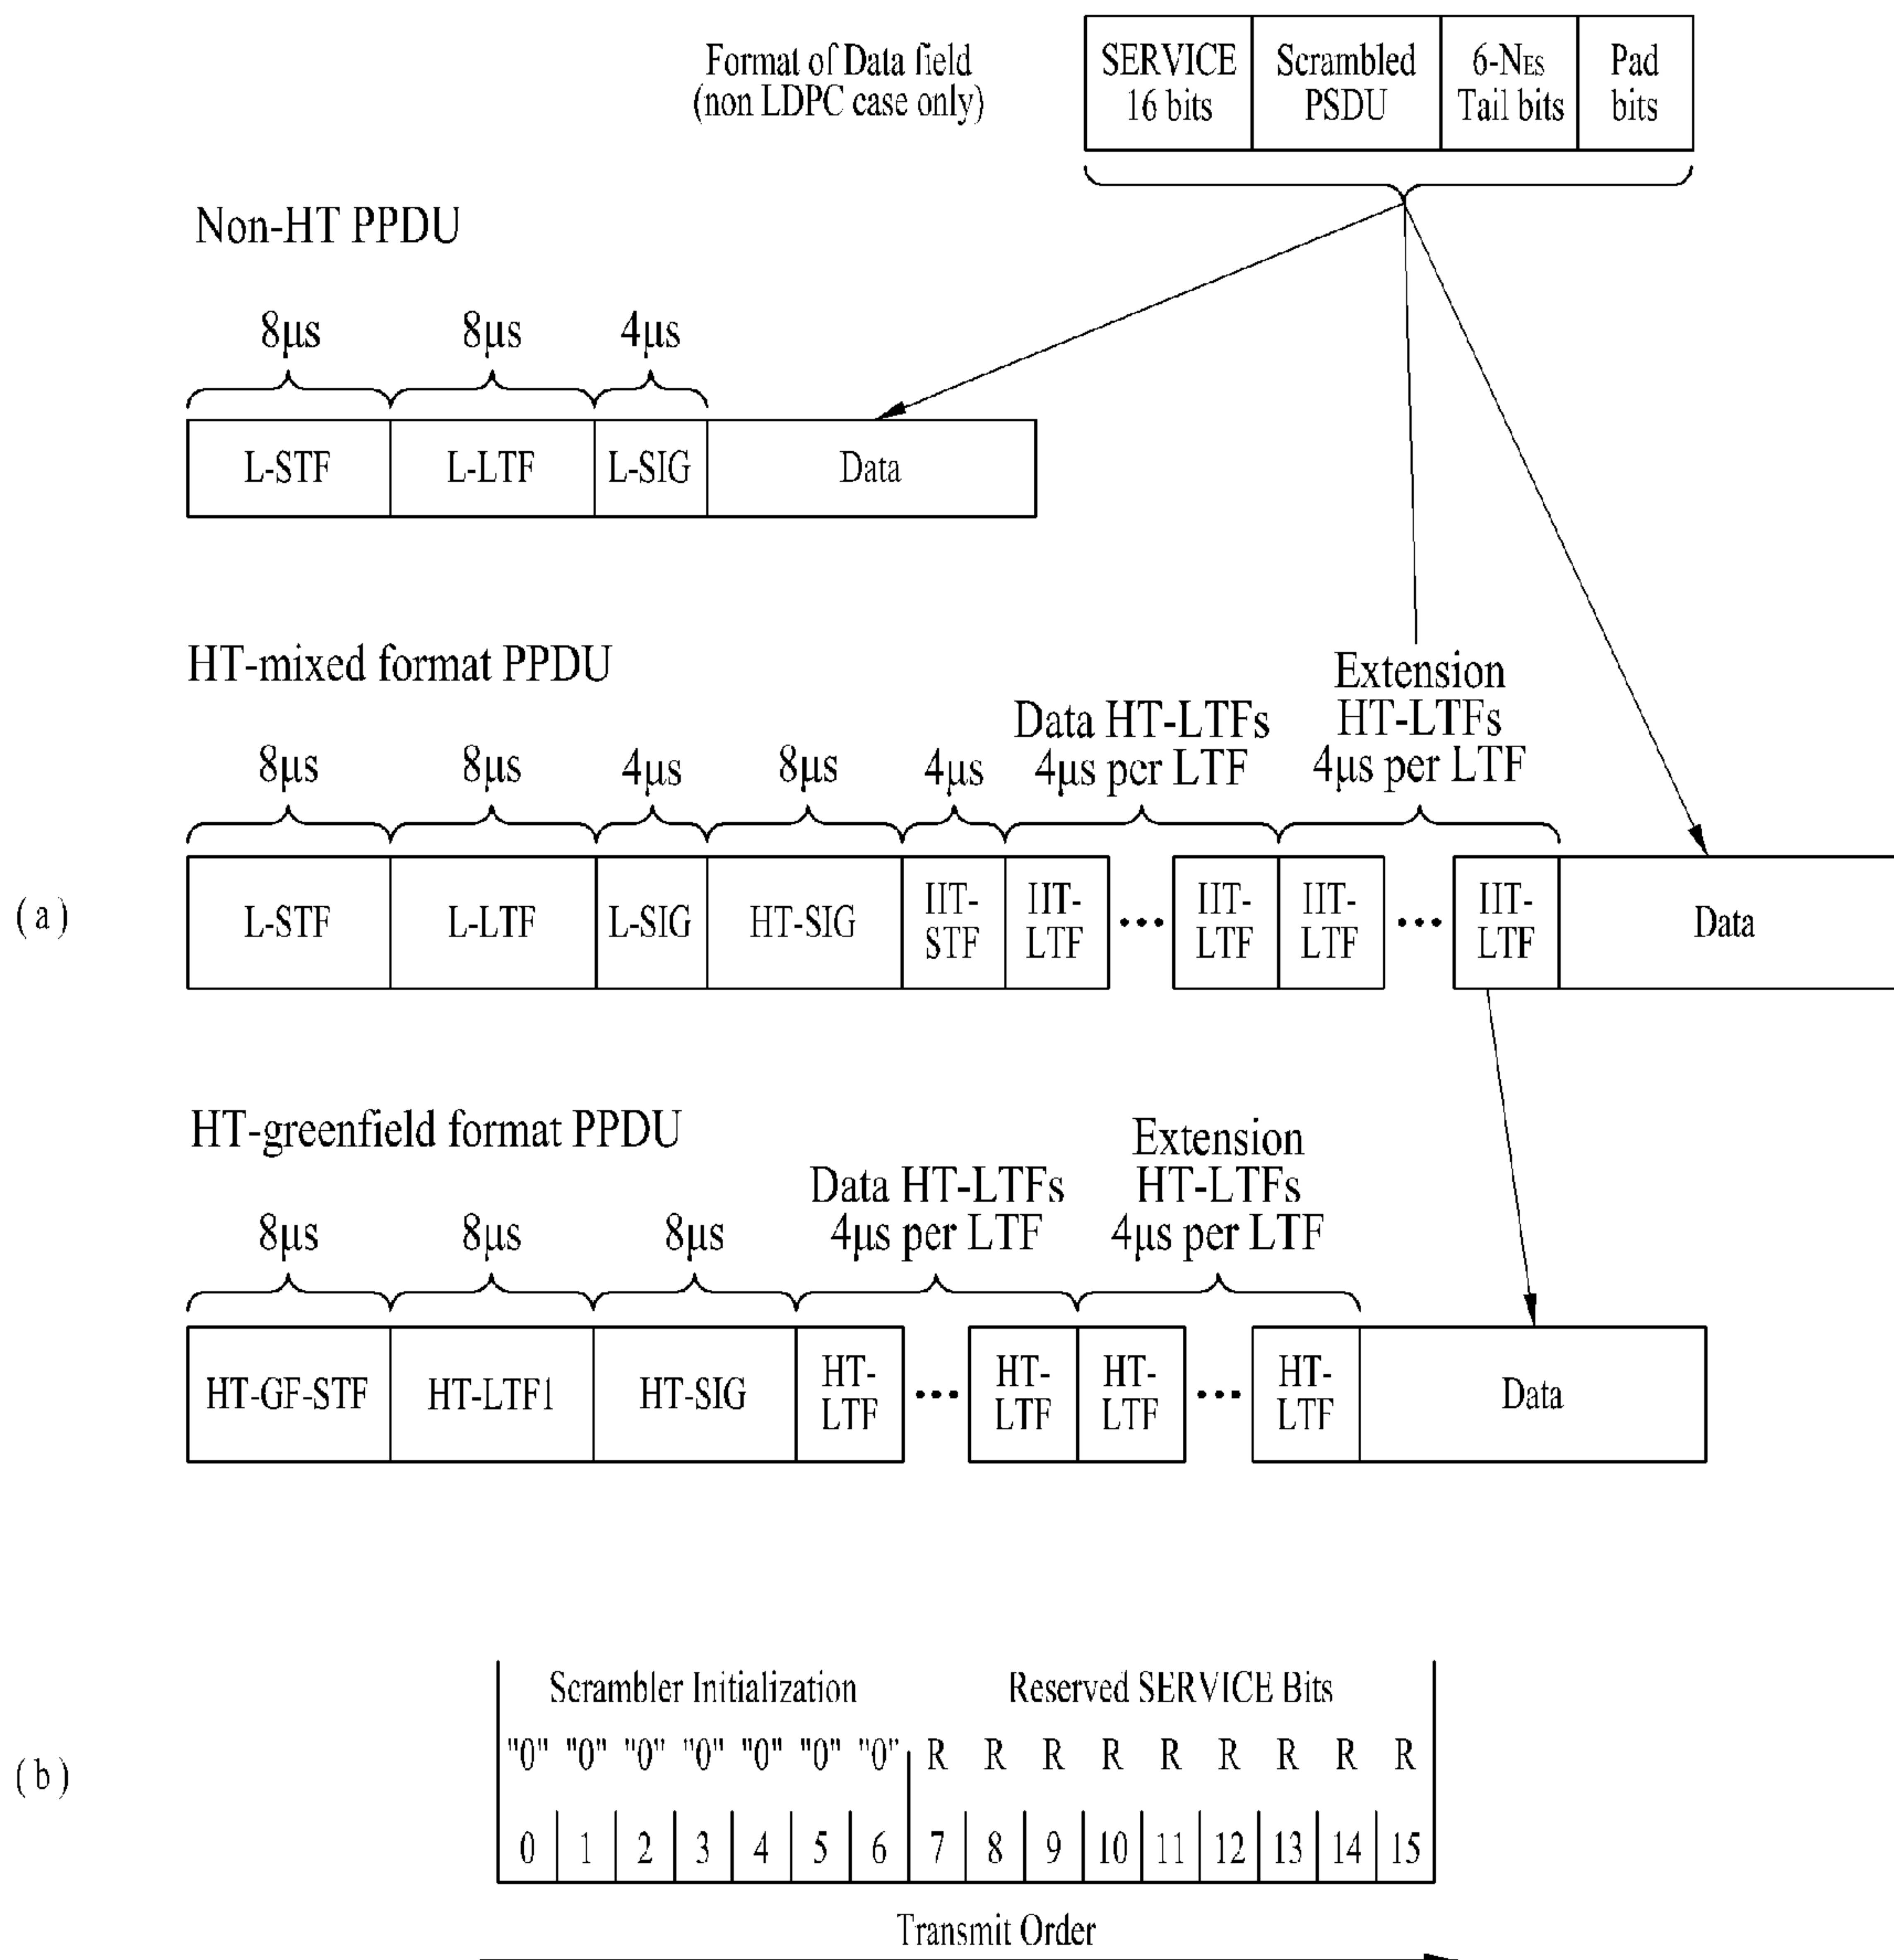 Format of Data field
(non LDPC case only)
SERVICE
16 bits
Scrambled
PSDU
6-NES
Tail bits
Pad
bits
Non-HT PPDU
8μs
8μs
4μs
L-STF
L-LTF
L-SIG
Data
HT-mixed format PPDU
8μs
8μs
4μs
8μs
4μs
Data HT-LTFs
4μs per LTF
Extension
HT-LTFs
4μs per LTF
(a)
L-STF
L-LTF
L-SIG
HT-SIG
HT-
STF
HT-
LTF
...
HT-
LTF
HT-
LTF
...
HT-
LTF
Data
HT-greenfield format PPDU
8μs
8μs
8μs
Data HT-LTFs
4μs per LTF
Extension
HT-LTFs
4μs per LTF
HT-GF-STF
HT-LTF1
HT-SIG
HT-
LTF
...
HT-
LTF
HT-
LTF
...
HT-
LTF
Data
(b)
Scrambler Initialization
Reserved SERVICE Bits
"0" "0" "0" "0" "0" "0" "0" R R R R R R R R R
0 1 2 3 4 5 6 7 8 9 10 11 12 13 14 15
Transmit Order